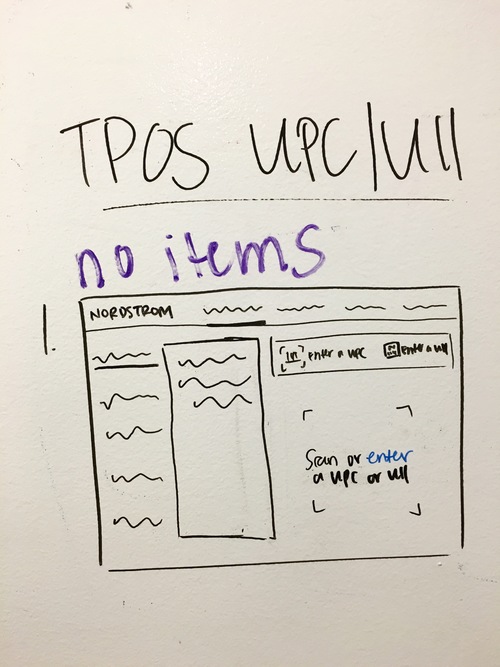 TPOS UPC/UII
no items
1.
NORDSTROM
enter a UPC
Enter a UII
Scan or enter
a UPC or UII